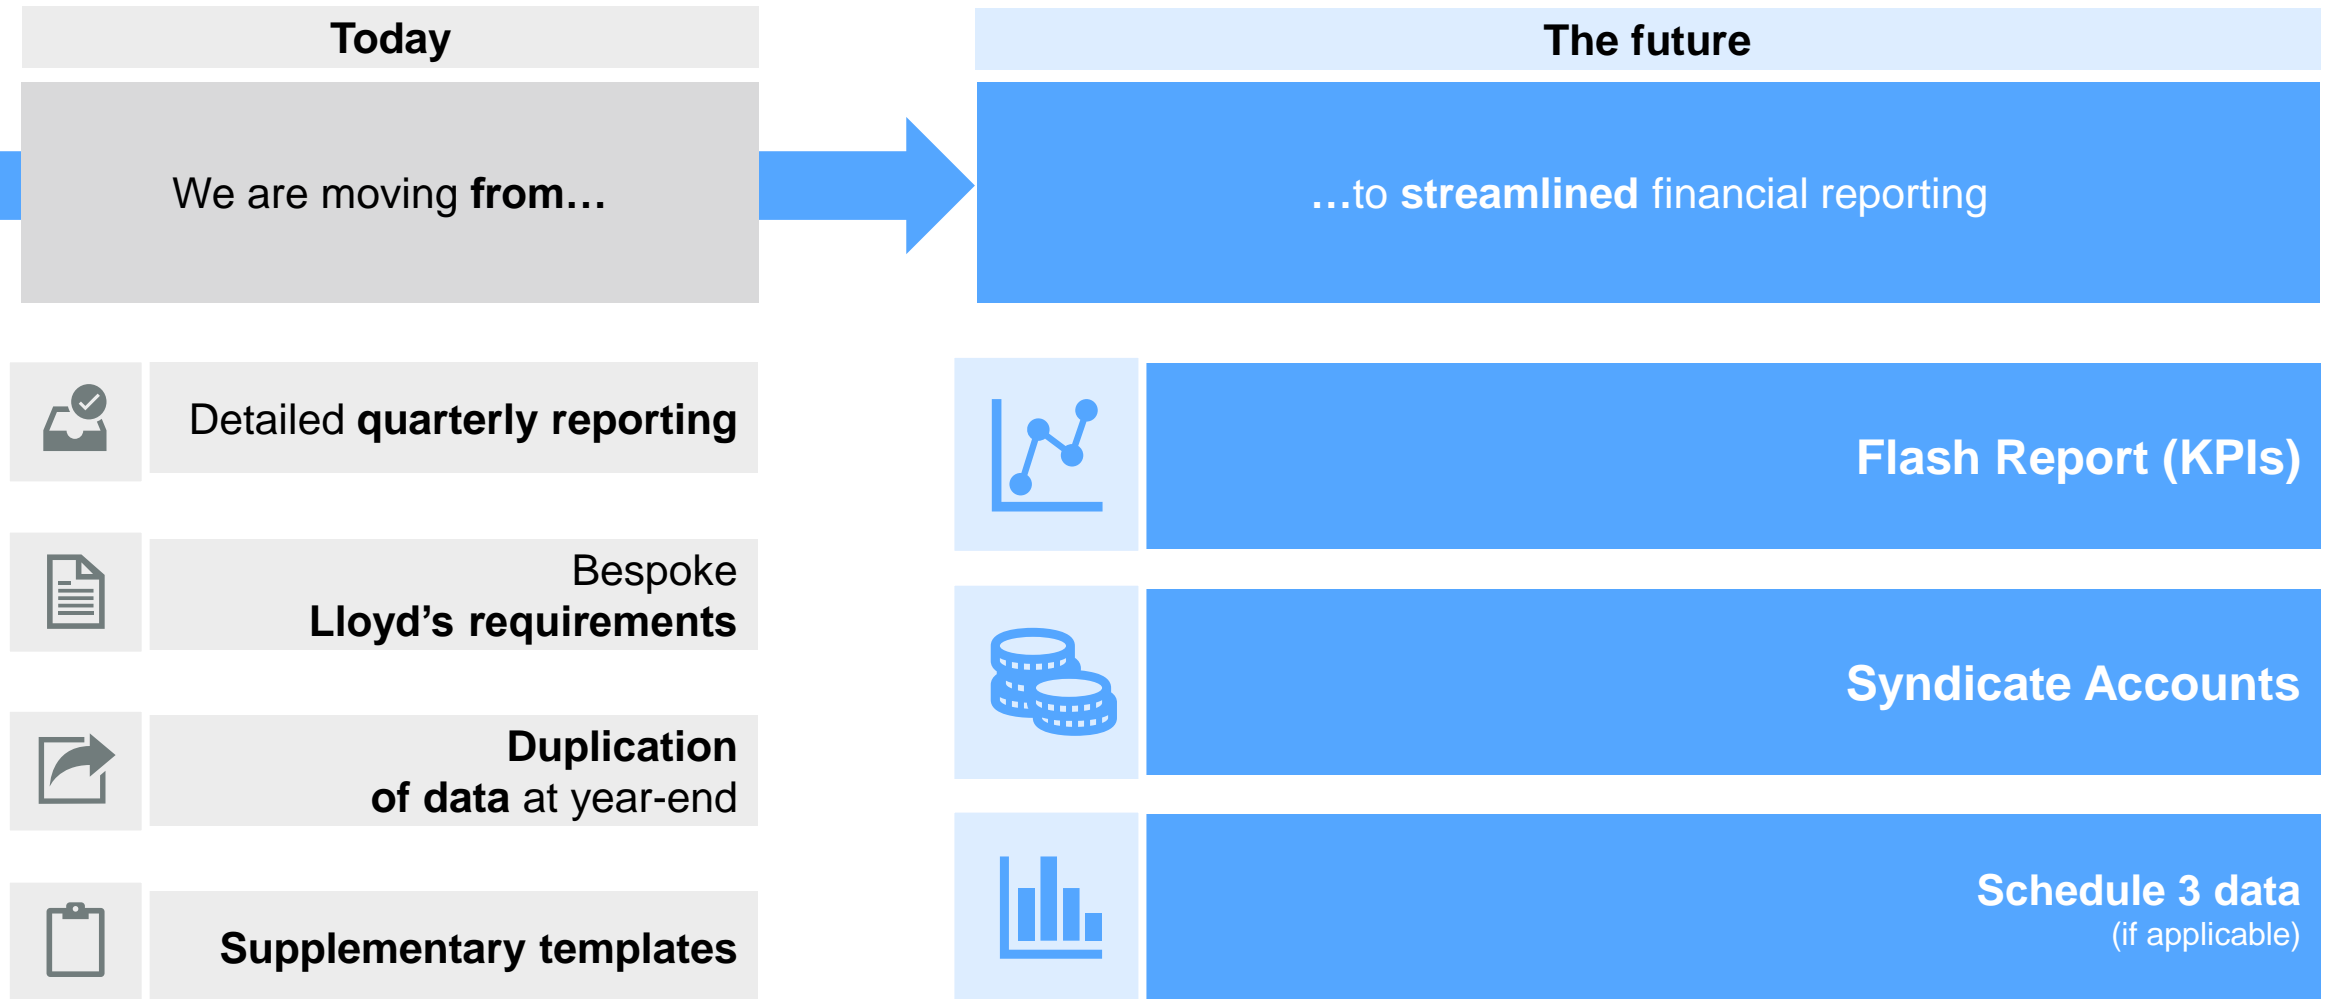 Today
We are moving from…
Detailed quarterly reporting
Bespoke
Lloyd’s requirements
Duplication
of data at year-end
Supplementary templates
The future
…to streamlined financial reporting
Flash Report (KPIs)
Syndicate Accounts
Schedule 3 data
(if applicable)